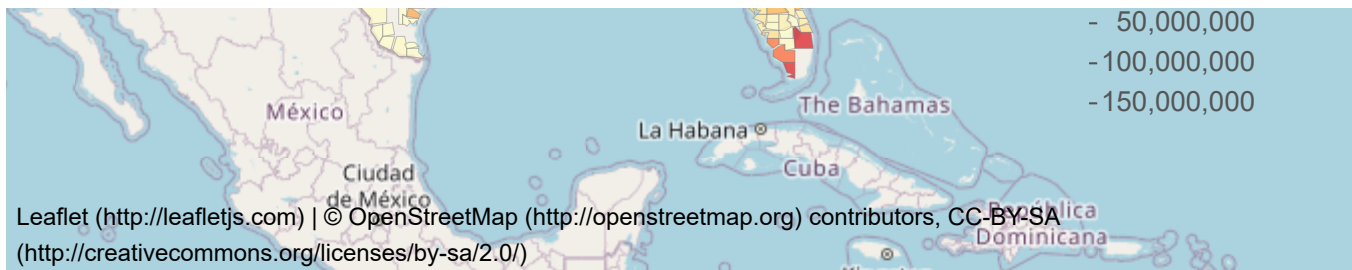 - 50,000,000
- 100,000,000
- 150,000,000
México
The Bahamas
La Habana
Cuba
Ciudad
de México
Leaflet (http://leafletjs.com) | © OpenStreetMap (http://openstreetmap.org) contributors, CC-BY-SA
(http://creativecommons.org/licenses/by-sa/2.0/)
República
Dominicana